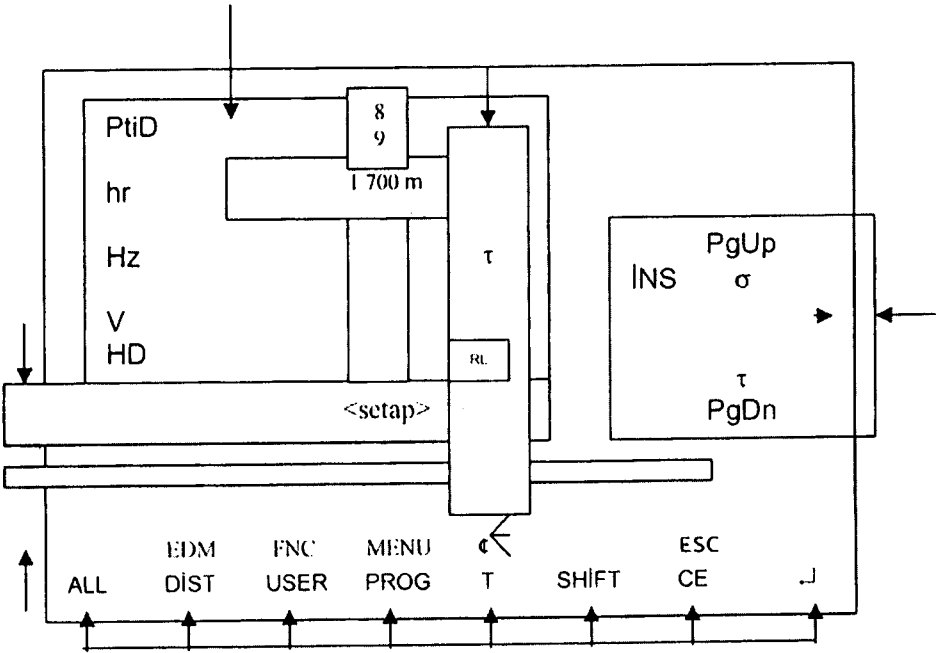 PtiD
8
9
hr
1 700 m
Hz
τ
V
HD
RL
<setap>
PgUp
İNS σ
τ
PgDn
EDM FNC MENU ¢ ESC
ALL DİST USER PROG T SHİFT CE .┘